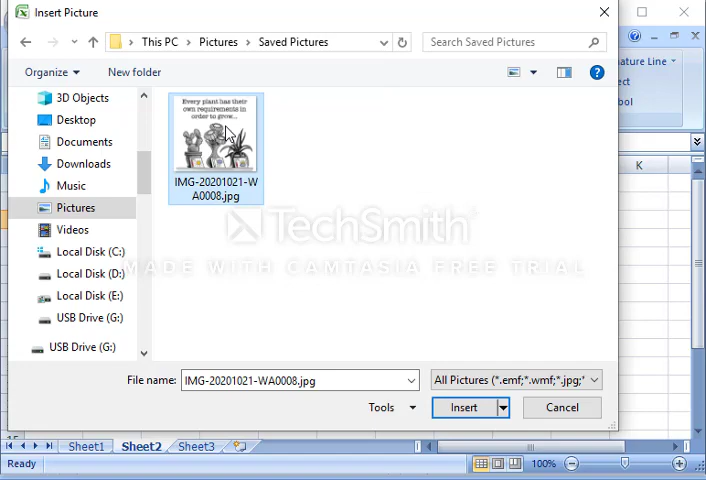 Insert Picture
This PC > Pictures > Saved Pictures
Search Saved Pictures
Organize
New folder
nature Line
ect
bol
K
3D Objects
Desktop
Documents
Downloads
Music
Pictures
Videos
Local Disk (C:)
Local Disk (D:)
Local Disk (E:)
USB Drive (G:)
USB Drive (G:)
Every plant has their
own requirements in
order to grow...
IMG-20201021-W
A0008.jpg
TechSmith®
MADE WITH CAMTASIA FREE TRIAL
File name:
IMG-20201021-WA0008.jpg
All Pictures (*.emf;*.wmf;*.jpg;*
Tools
Insert
Cancel
15
Sheet1
Sheet2
Sheet3
Ready
100%